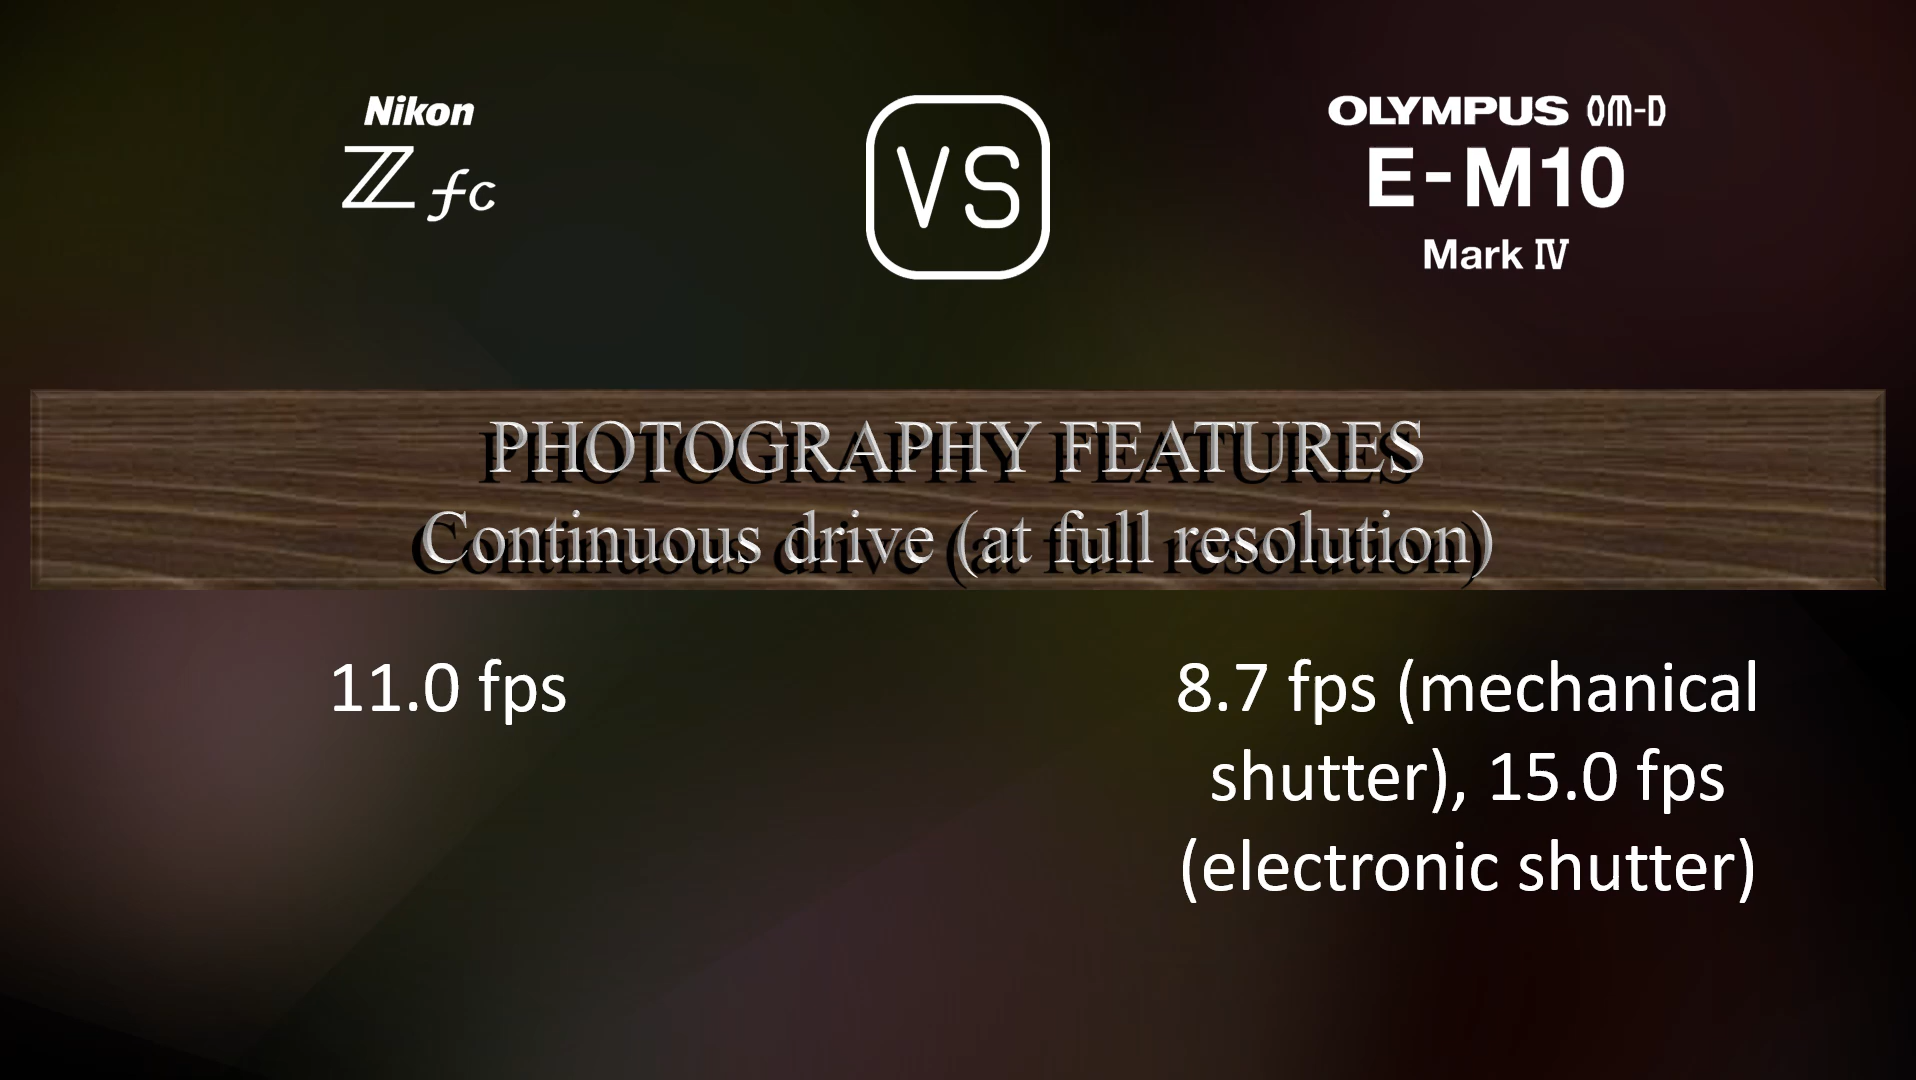 Nikon
Z fc
VS
OLYMPUS OM-D
E-M10
Mark IV
PHOTOGRAPHY FEATURES
Continuous drive (at full resolution)
11.0 fps
8.7 fps (mechanical
shutter), 15.0 fps
(electronic shutter)